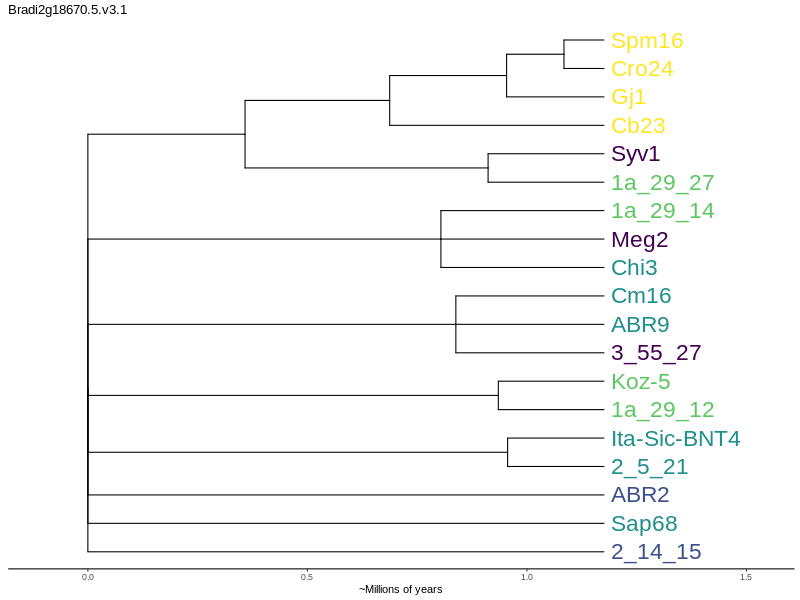 Bradi2g18670.5.v3.1
Spm16
Cro24
Gj1
Cb23
Syv1
1a_29_27
1a_29_14
Meg2
Chi3
Cm16
ABR9
3_55_27
Koz-5
1a_29_12
Ita-Sic-BNT4
2_5_21
ABR2
Sap68
2_14_15
0.0 0.5 1.0 1.5
~Millions of years